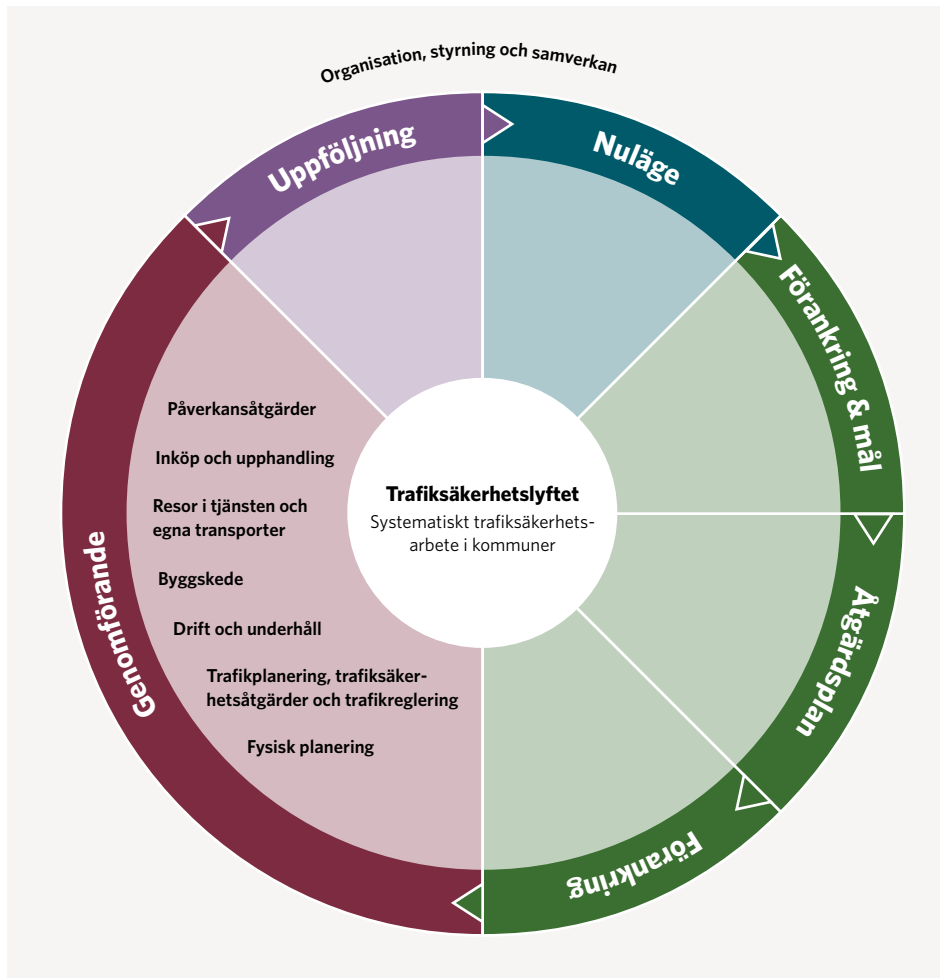 Organisation, styrning och samverkan
Nuläge
Förankring & mål
Åtgärdsplan
Förankring
Genomförande
Uppföljning
Påverkansåtgärder
Inköp och upphandling
Resor i tjänsten och
egna transporter
Byggskede
Drift och underhåll
Trafikplanering, trafiksäker-
hetsåtgärder och trafikreglering
Fysisk planering
Trafiksäkerhetslyftet
Systematiskt trafiksäkerhets-
arbete i kommuner